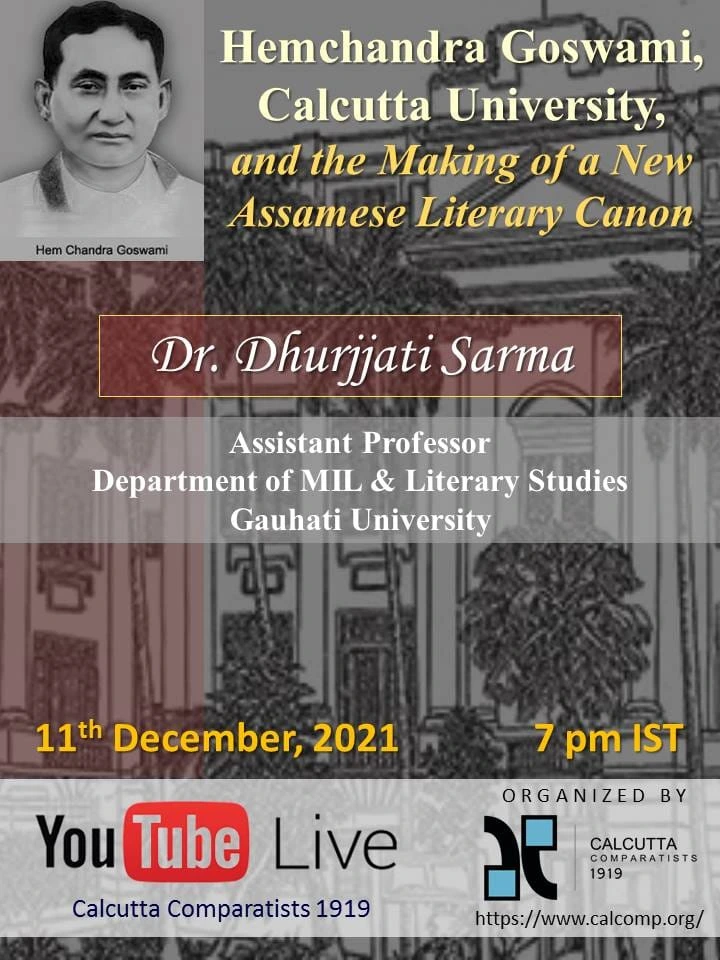 Hemchandra Goswami,
Calcutta University,
and the Making of a New
Assamese Literary Canon
Hem Chandra Goswami
Dr. Dhurjjati Sarma
Assistant Professor
Department of MIL & Literary Studies
Gauhati University
11th December, 2021
7 pm IST
ORGANIZED BY
YouTube Live
CALCUTTA
COMPARATISTS
1919
Calcutta Comparatists 1919
https://www.calcomp.org/